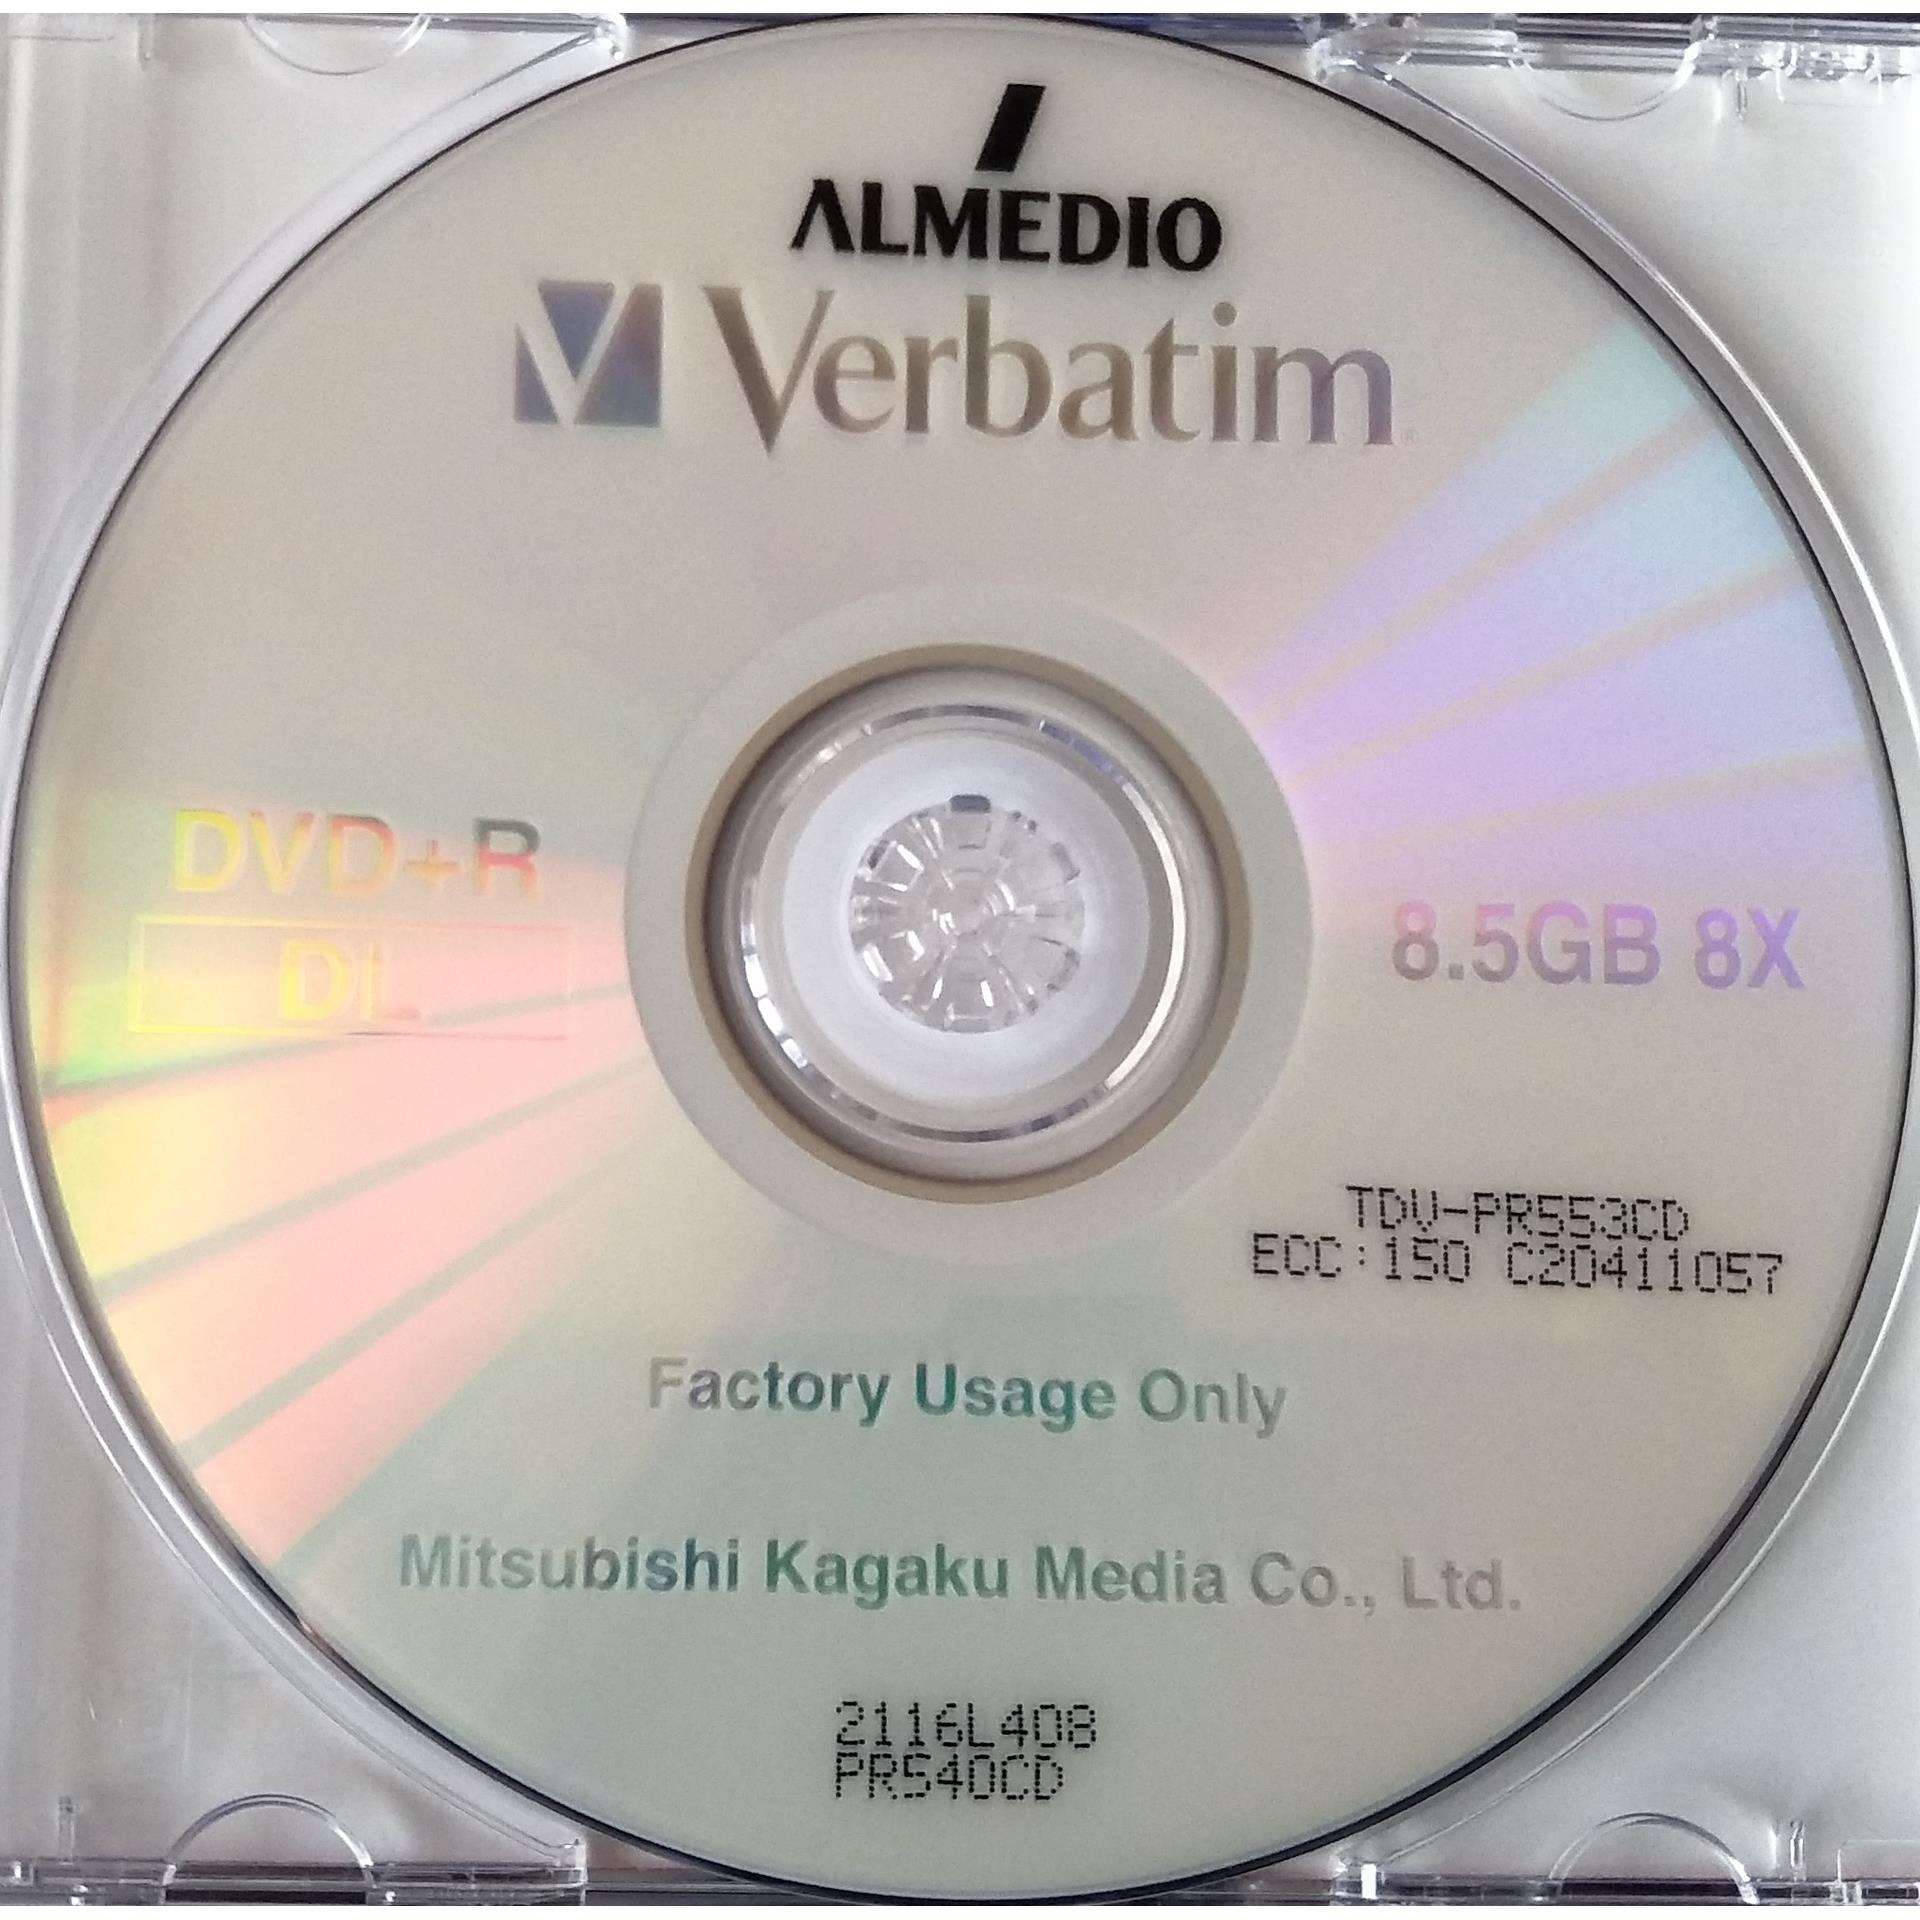 ALMEDIO
Verbatim
DVD+R
DL
8.5GB 8X
TDV-PR553CD
ECC:150 C20411057
Factory Usage Only
Mitsubishi Kagaku Media Co., Ltd.
2116L408
PR540CD